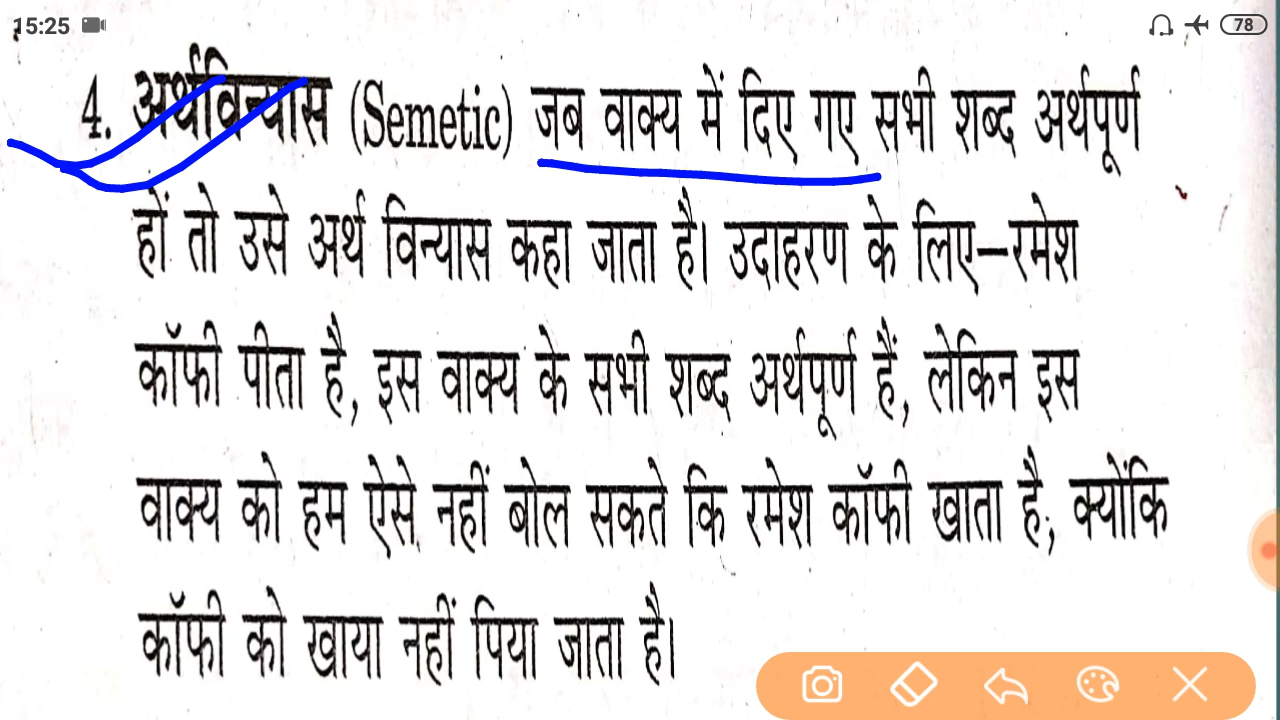 15:25
78
4. अर्थविन्यास (Semetic) जब वाक्य में दिए गए सभी शब्द अर्थपूर्ण
हों तो उसे अर्थ विन्यास कहा जाता है। उदाहरण के लिए–रमेश
कॉफी पीता है, इस वाक्य के सभी शब्द अर्थपूर्ण हैं, लेकिन इस
वाक्य को हम ऐसे नहीं बोल सकते कि रमेश कॉफी खाता है, क्योंकि
कॉफी को खाया नहीं पिया जाता है।